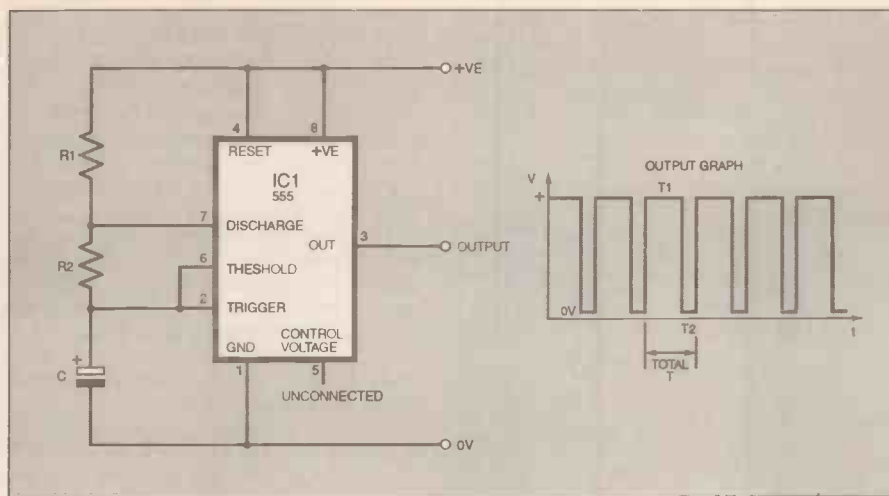 +VE
4
8
R1
RESET
+VE
IC1
555
7
DISCHARGE
OUT
3
OUTPUT
R2
6
THESHOLD
2
TRIGGER
CONTROL
VOLTAGE
GND
+
C
1
5
UNCONNECTED
0V
OUTPUT GRAPH
V
T1
+
0V
T2
t
TOTAL
T